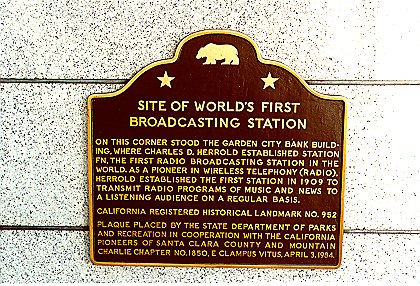 SITE OF WORLD'S FIRST
BROADCASTING STATION
ON THIS CORNER STOOD THE GARDEN CITY BANK BUILD-
ING, WHERE CHARLES D. HERROLD ESTABLISHED STATION
FN, THE FIRST RADIO BROADCASTING STATION IN THE
WORLD. AS A PIONEER IN WIRELESS TELEPHONY (RADIO),
HERROLD ESTABLISHED THE FIRST STATION IN 1909 TO
TRANSMIT RADIO PROGRAMS OF MUSIC AND NEWS TO
A LISTENING AUDIENCE ON A REGULAR BASIS.
CALIFORNIA REGISTERED HISTORICAL LANDMARK NO. 952
PLAQUE PLACED BY THE STATE DEPARTMENT OF PARKS
AND RECREATION IN COOPERATION WITH THE CALIFORNIA
PIONEERS OF SANTA CLARA COUNTY AND MOUNTAIN
CHARLIE CHAPTER NO. 1850, E CLAMPUS VITUS, APRIL 3, 1984.